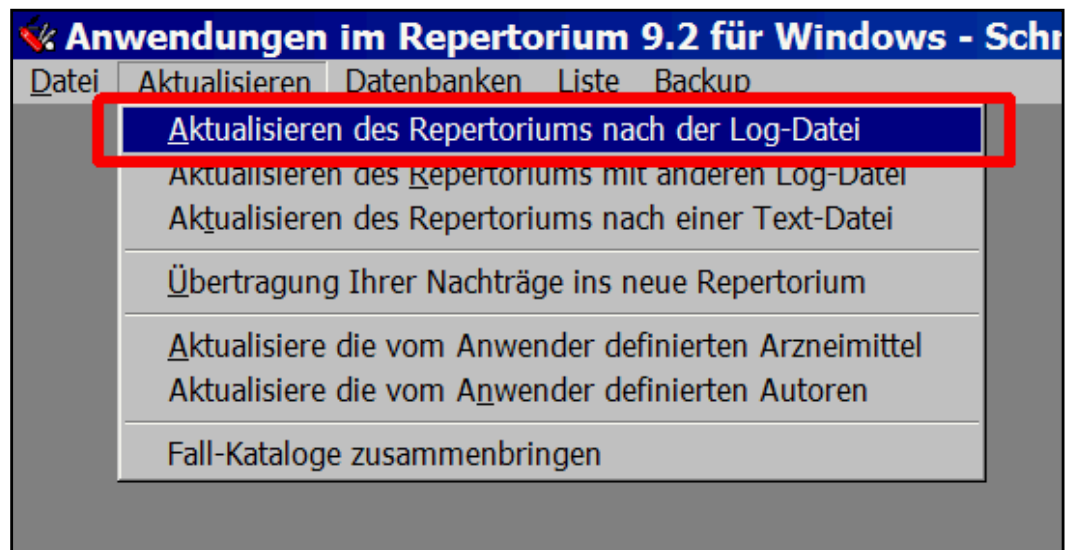 Anwendungen im Repertorium 9.2 für Windows - Schr
Datei Aktualisieren Datenbanken Liste Backup
Aktualisieren des Repertoriums nach der Log-Datei
Aktualisieren des Repertoriums mit anderen Log-Datei
Aktualisieren des Repertoriums nach einer Text-Datei
Übertragung Ihrer Nachträge ins neue Repertorium
Aktualisiere die vom Anwender definierten Arzneimittel
Aktualisiere die vom Anwender definierten Autoren
Fall-Kataloge zusammenbringen